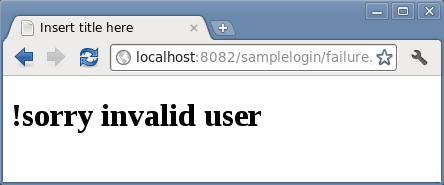 Insert title here
localhost:8082/samplelogin/failure.
!sorry invalid user